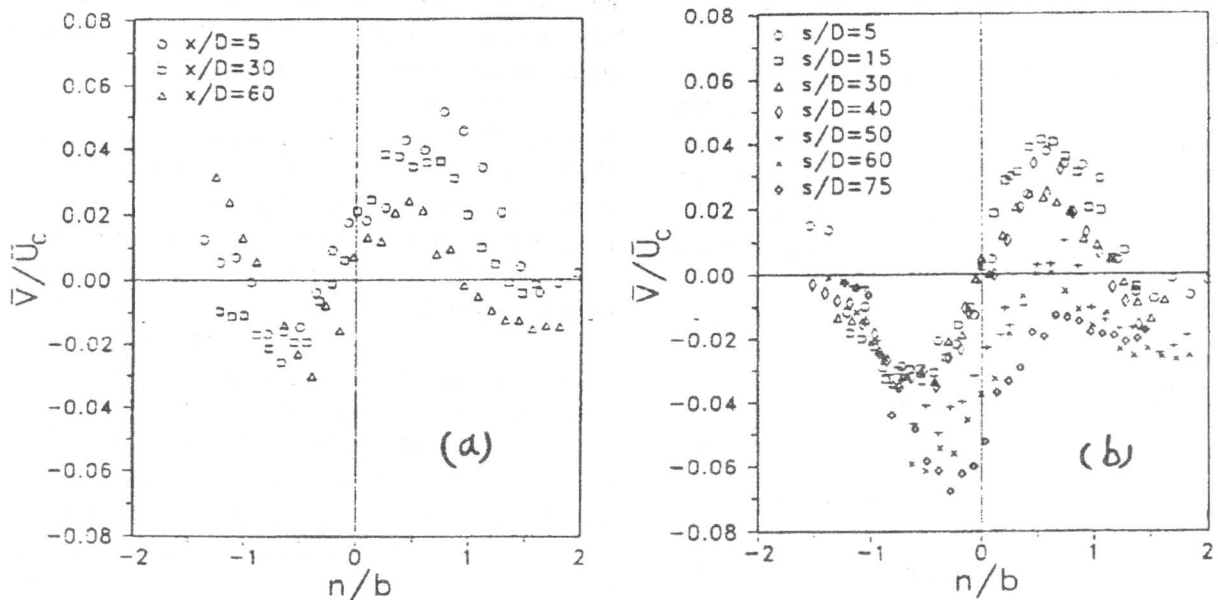 0.08
0.06
0.04
0.02
0.00
−0.02
−0.04
−0.06
−0.08
V̅/U̅c
○ x/D=5
□ x/D=30
△ x/D=60
(a)
−2 −1 0 1 2
n/b
0.08
0.06
0.04
0.02
0.00
−0.02
−0.04
−0.06
−0.08
V̅/U̅c
○ s/D=5
□ s/D=15
△ s/D=30
◇ s/D=40
+ s/D=50
× s/D=60
◇ s/D=75
(b)
−2 −1 0 1 2
n/b